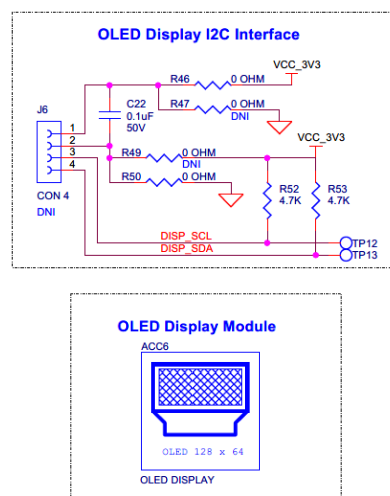 OLED Display I2C Interface
VCC_3V3
R46 0 OHM
J6
C22
0.1uF
50V
R47 0 OHM
DNI
1
2
3
4
VCC_3V3
R49 0 OHM
DNI
R50 0 OHM
CON 4
DNI
R52
4.7K
R53
4.7K
DISP_SCL
DISP_SDA
TP12
TP13
OLED Display Module
ACC6
OLED 128 x 64
OLED DISPLAY